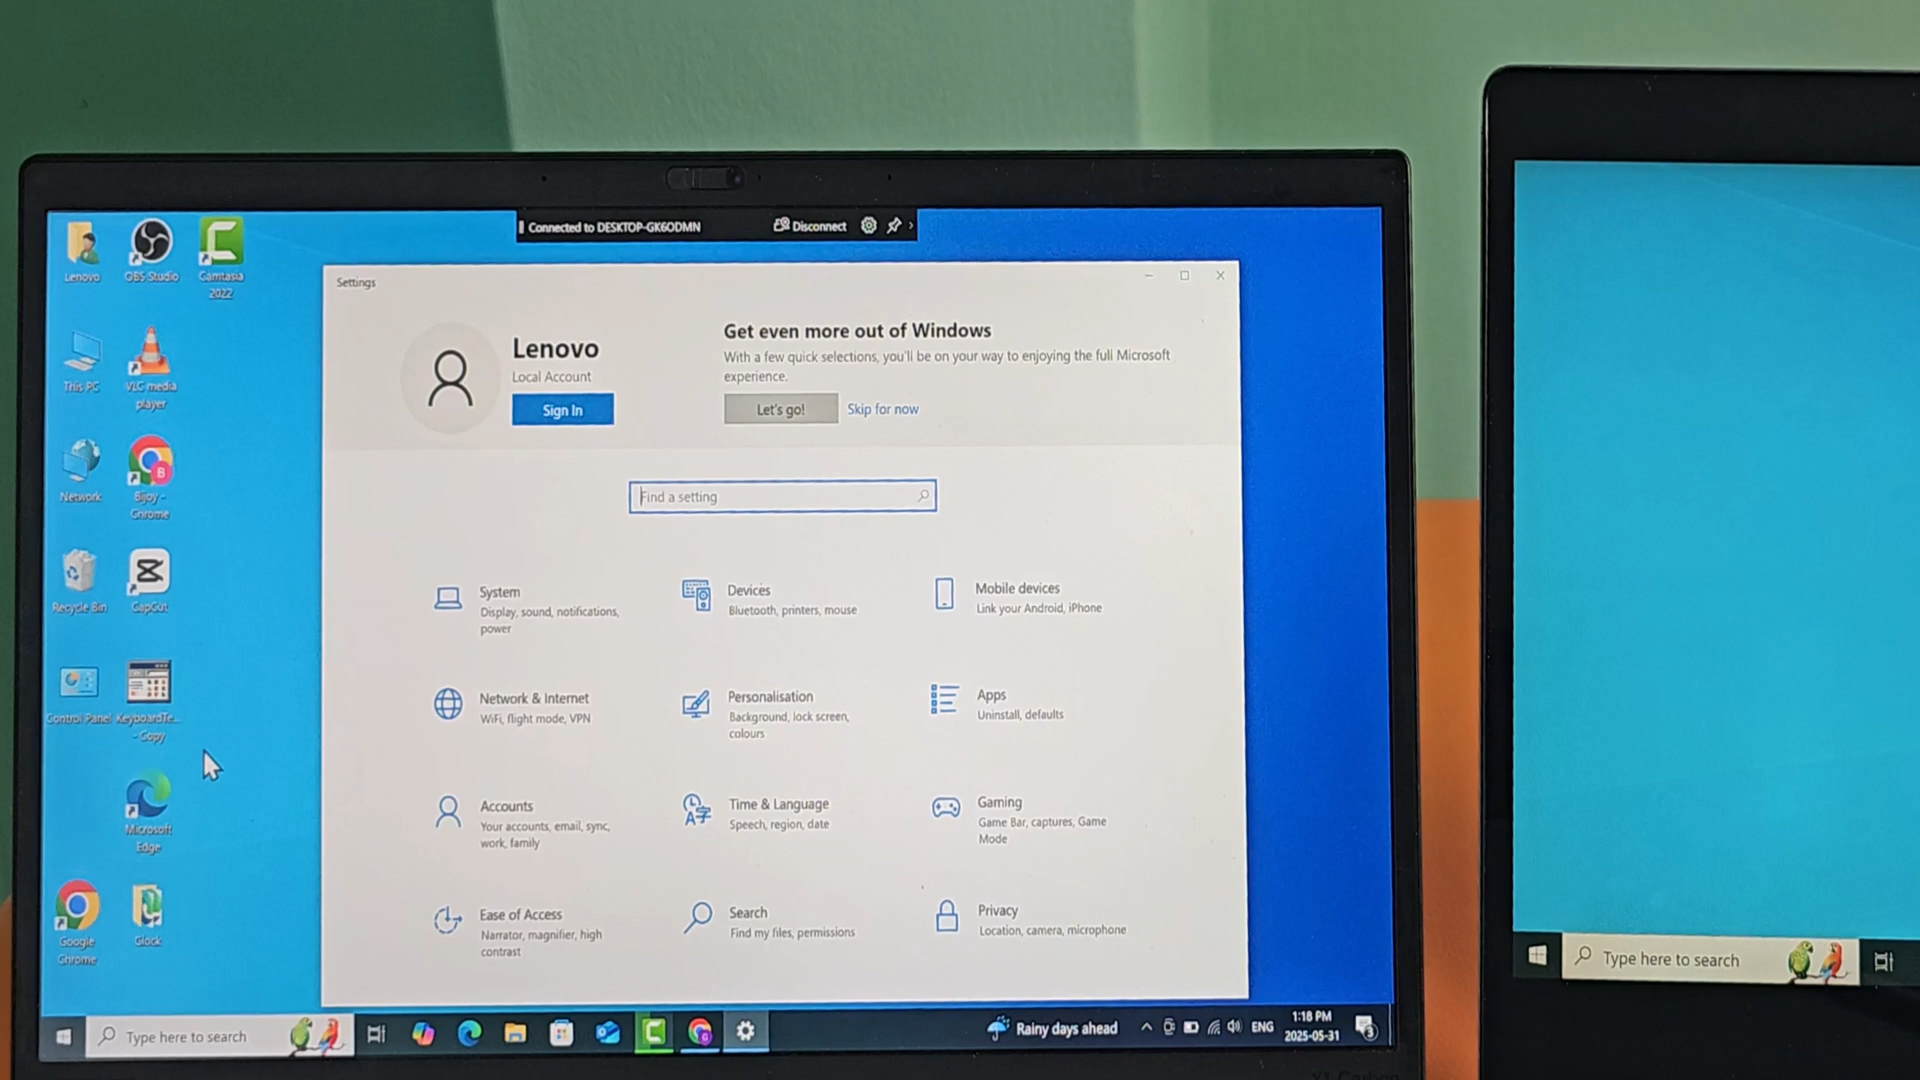 Connected to DESKTOP-GK6ODMN
Disconnect
Lenovo
OBS Studio
Camtasia
2022
This PC
VLC media
player
Network
Bijoy -
Chrome
Recycle Bin
CapCut
Control Panel
KeyboardTe...
- Copy
Microsoft
Edge
Google
Chrome
Clock
Settings
Lenovo
Local Account
Sign In
Get even more out of Windows
With a few quick selections, you'll be on your way to enjoying the full Microsoft
experience.
Let's go!
Skip for now
Find a setting
System
Display, sound, notifications,
power
Devices
Bluetooth, printers, mouse
Mobile devices
Link your Android, iPhone
Network & Internet
WiFi, flight mode, VPN
Personalisation
Background, lock screen,
colours
Apps
Uninstall, defaults
Accounts
Your accounts, email, sync,
work, family
Time & Language
Speech, region, date
Gaming
Game Bar, captures, Game
Mode
Ease of Access
Narrator, magnifier, high
contrast
Search
Find my files, permissions
Privacy
Location, camera, microphone
Type here to search
Rainy days ahead
ENG
1:18 PM
2025-05-31
3
Type here to search